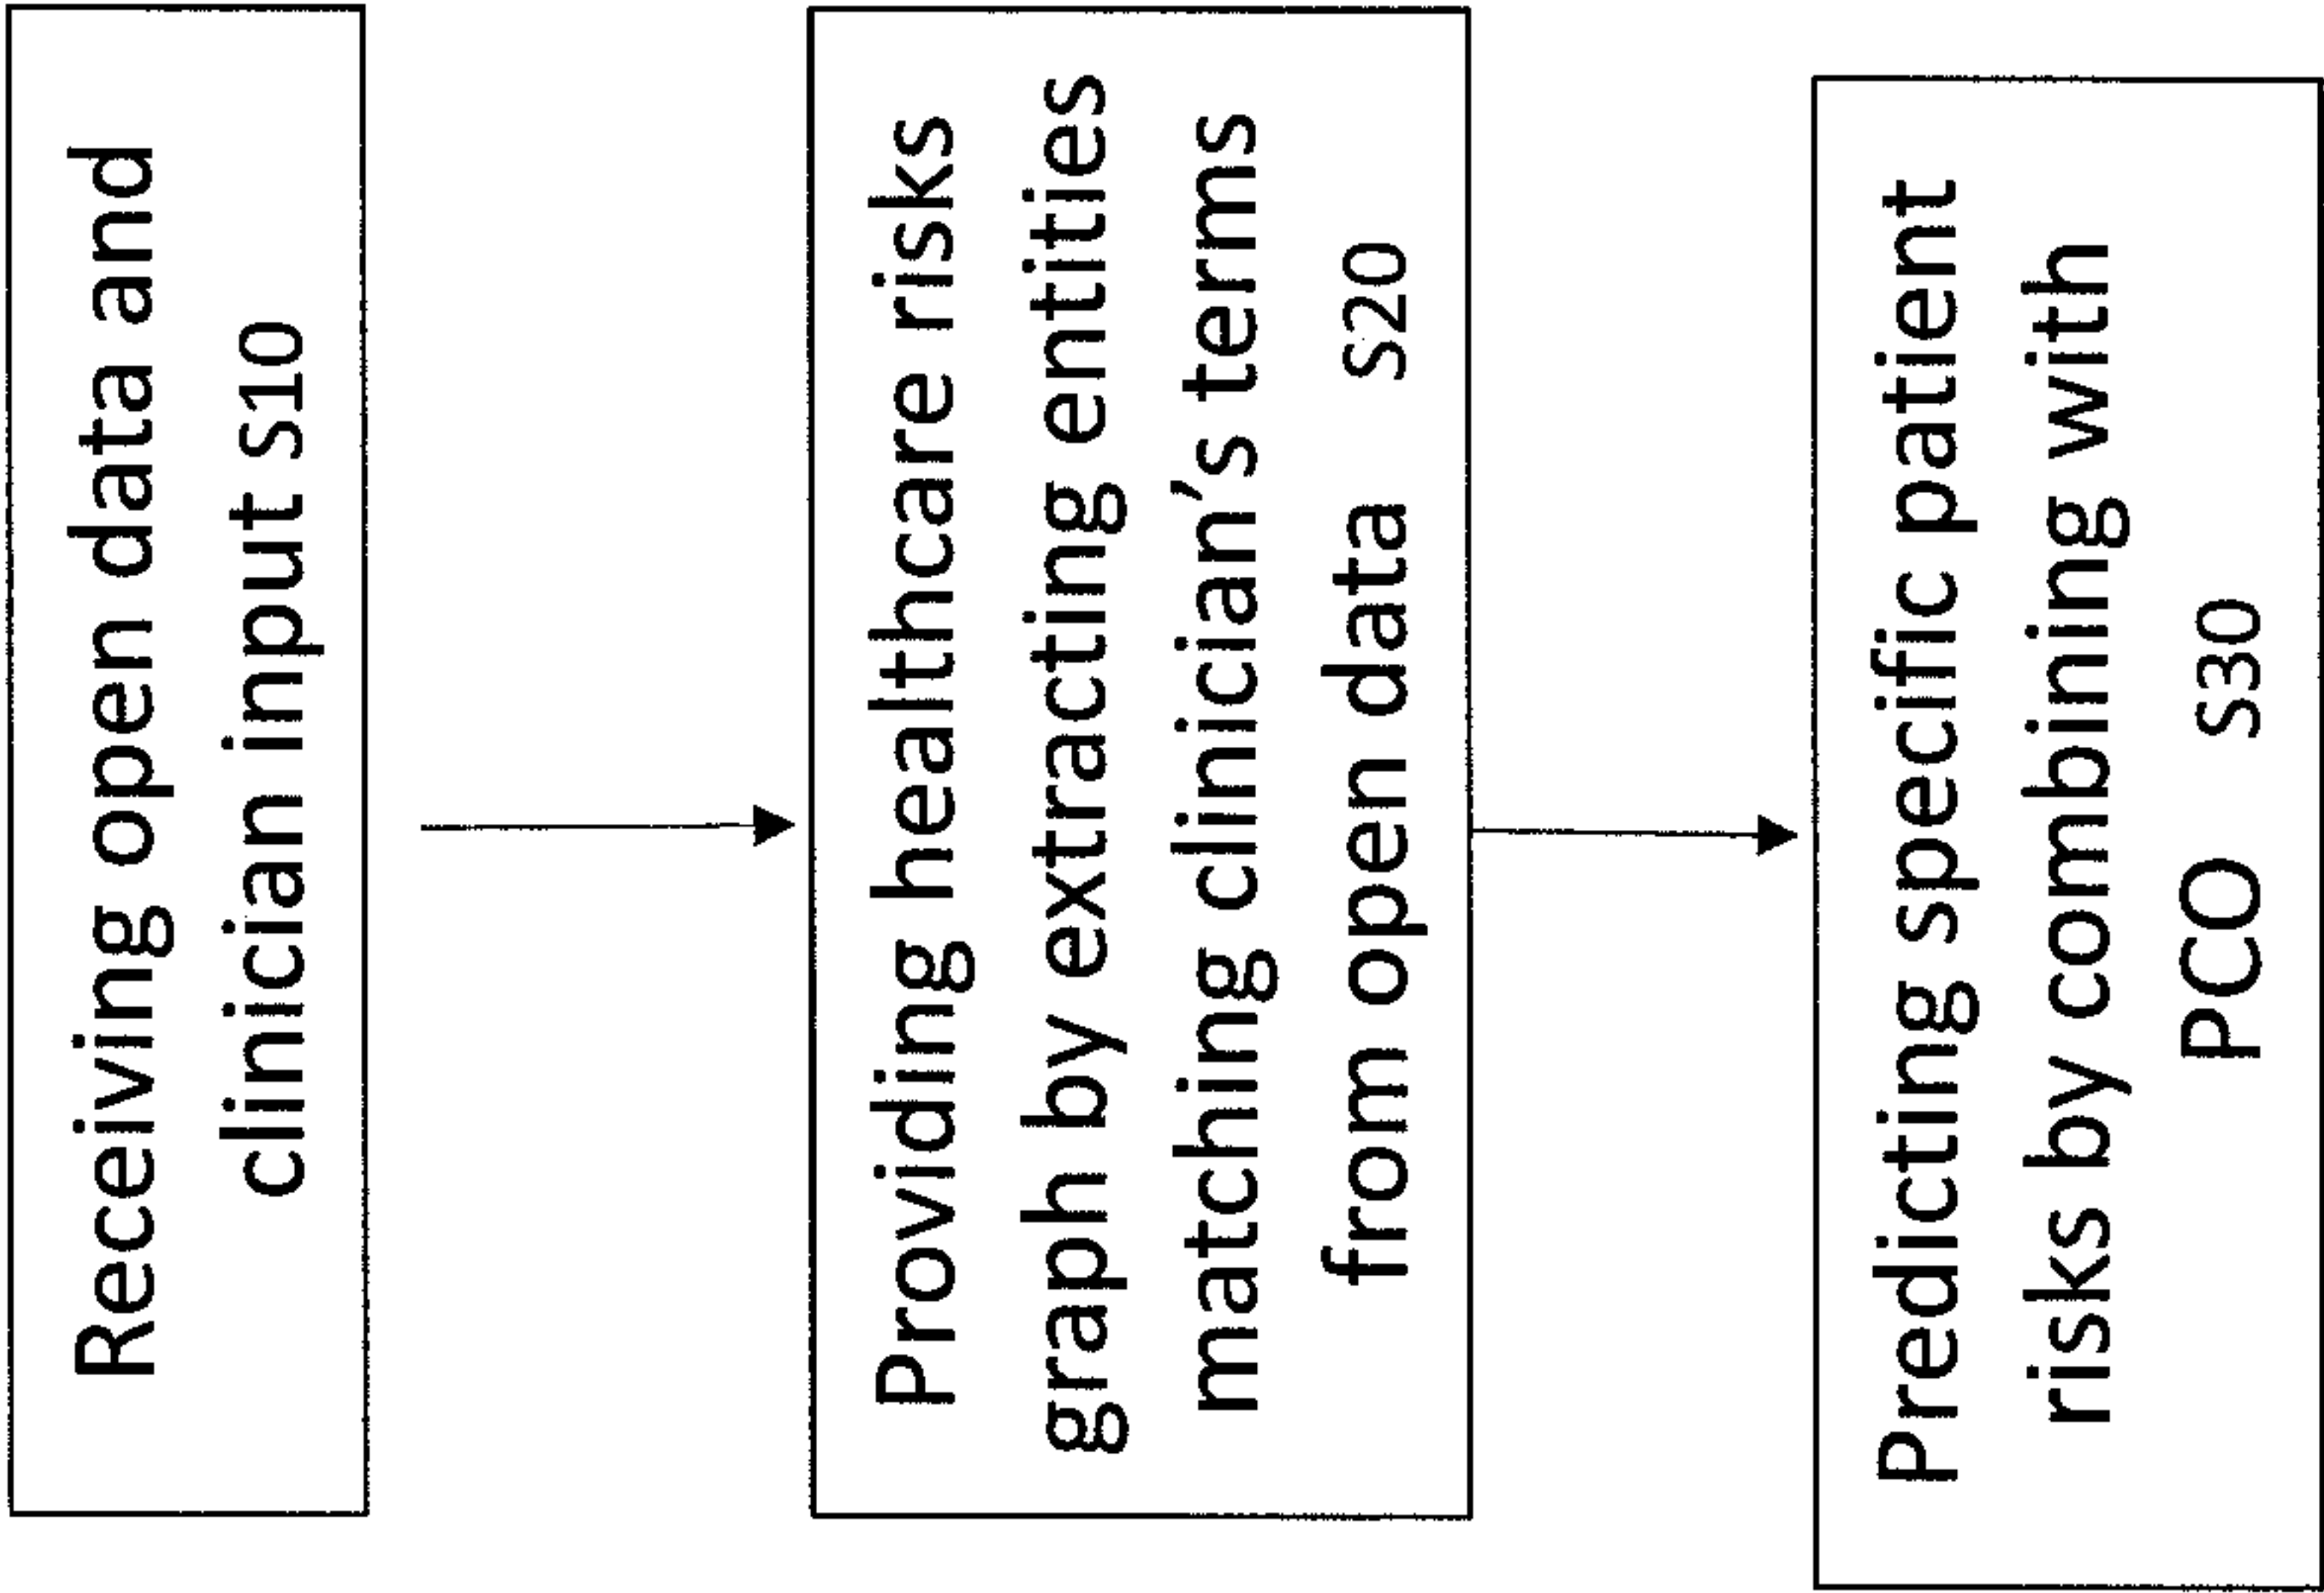 Receiving open data and
clinician input S10
Providing healthcare risks
graph by extracting entities
matching clinician's terms
from open data S20
Predicting specific patient
risks by combining with
PCO S30